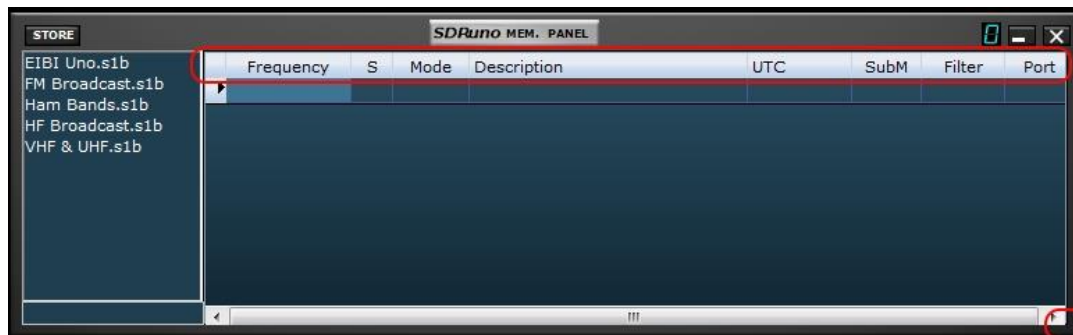 STORE
SDRuno MEM. PANEL
0
EIBI Uno.s1b
FM Broadcast.s1b
Ham Bands.s1b
HF Broadcast.s1b
VHF & UHF.s1b
Frequency S Mode Description UTC SubM Filter Port